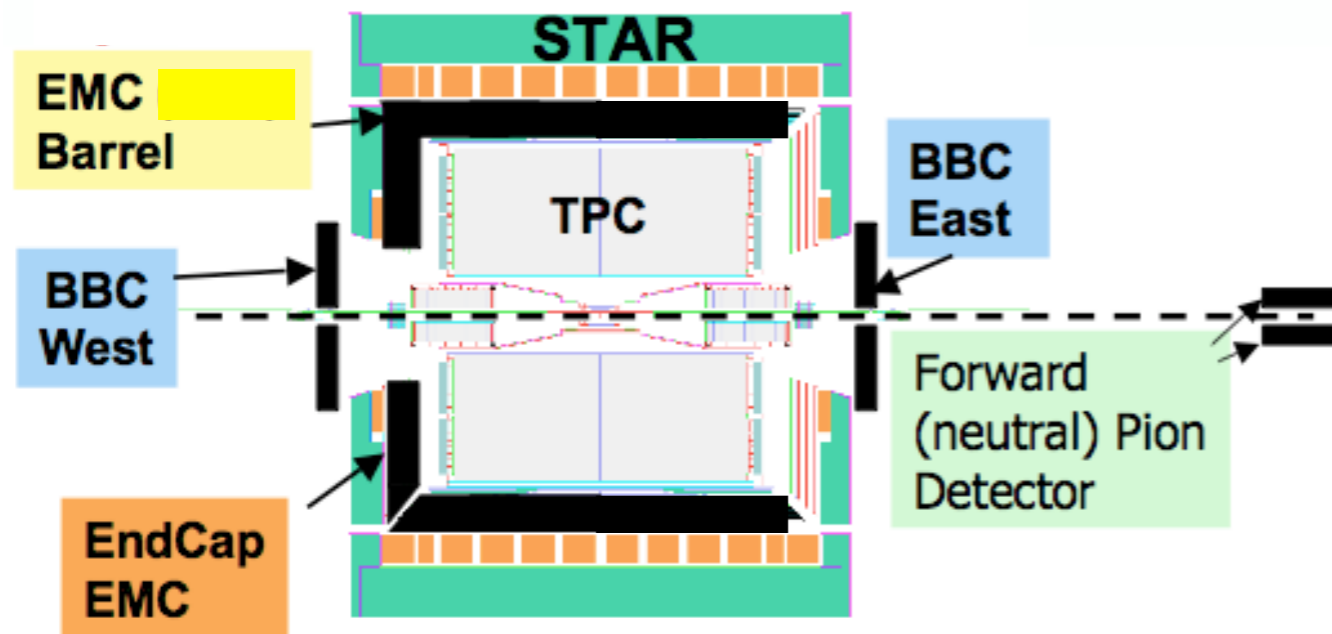 STAR
EMC
Barrel
BBC
East
TPC
BBC
West
Forward
(neutral) Pion
Detector
EndCap
EMC